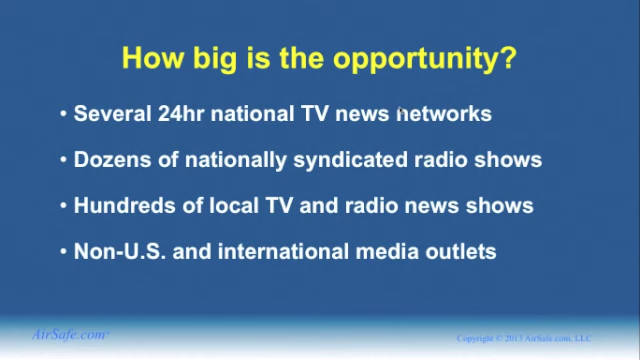 How big is the opportunity?
• Several 24hr national TV news networks
• Dozens of nationally syndicated radio shows
• Hundreds of local TV and radio news shows
• Non-U.S. and international media outlets
AirSafe.com
Copyright © 2013 AirSafe.com, LLC